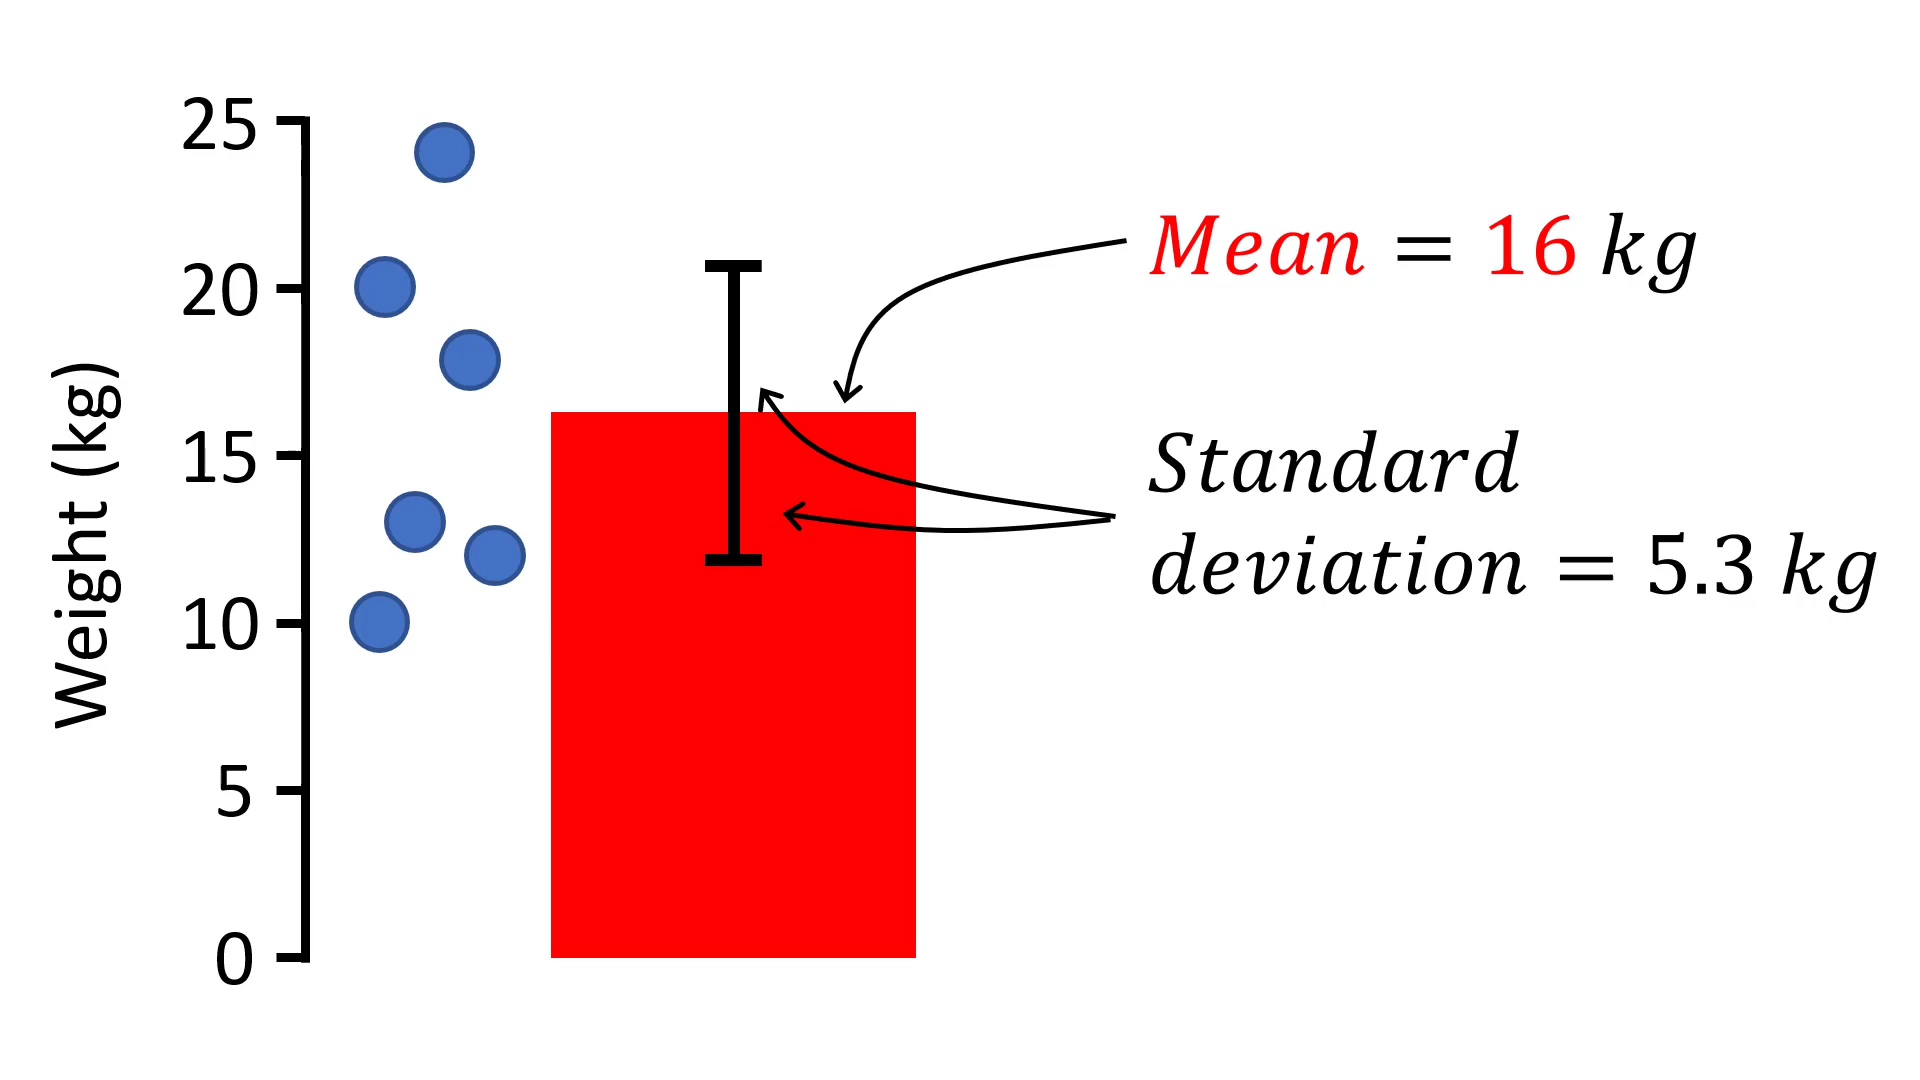 25
20
15
10
5
0
Weight (kg)
Mean = 16 kg
Standard
deviation = 5.3 kg